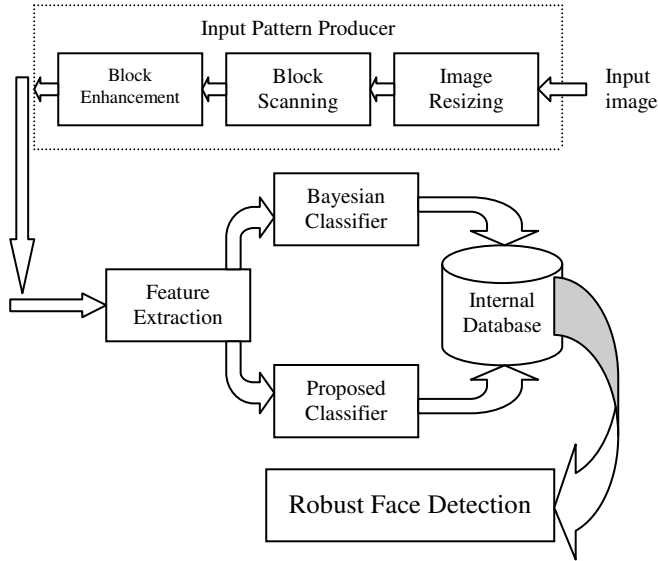 Input Pattern Producer
Block
Enhancement
Block
Scanning
Image
Resizing
Input
image
Bayesian
Classifier
Feature
Extraction
Internal
Database
Proposed
Classifier
Robust Face Detection